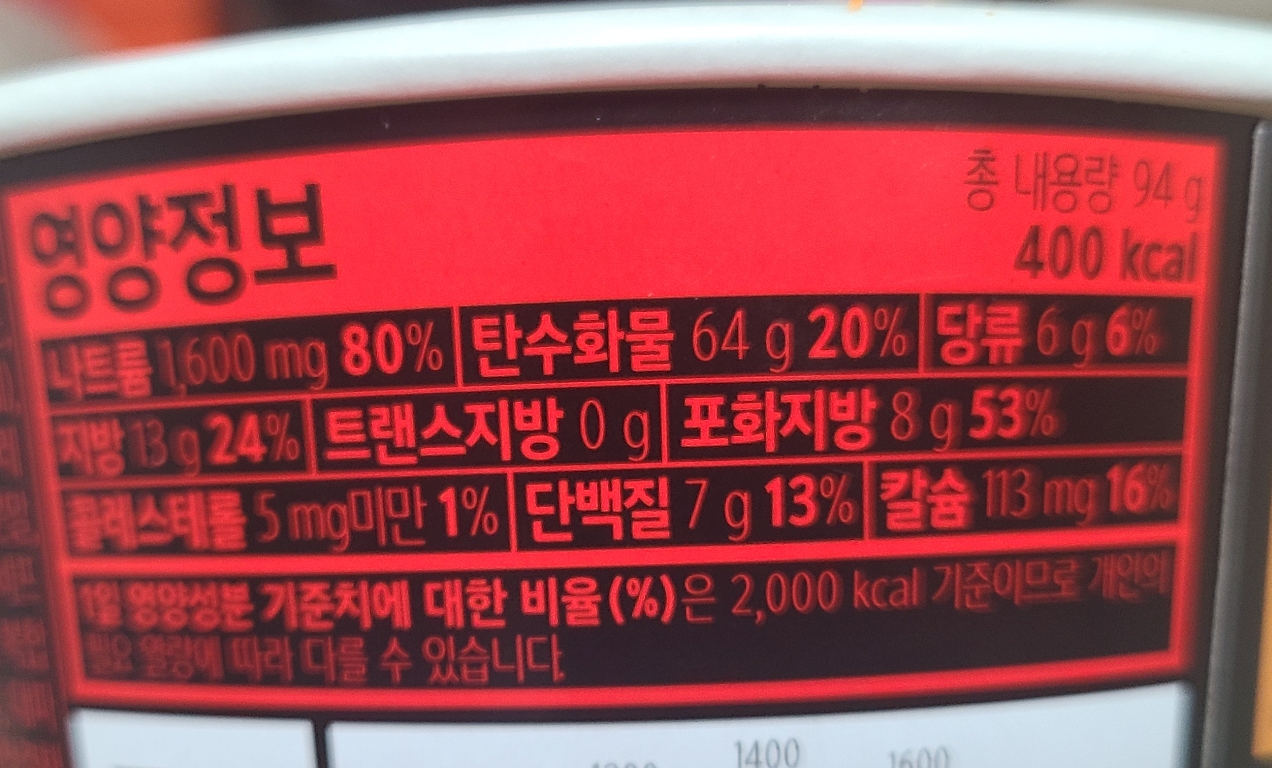 영양정보
총 내용량 94 g
400 kcal
나트륨 1,600 mg 80% 탄수화물 64 g 20% 당류 6 g 6%
지방 13 g 24% 트랜스지방 0 g 포화지방 8 g 53%
콜레스테롤 5 mg미만 1% 단백질 7 g 13% 칼슘 113 mg 16%
1일 영양성분 기준치에 대한 비율(%)은 2,000 kcal 기준이므로 개인의
필요 열량에 따라 다를 수 있습니다.
1400 1600